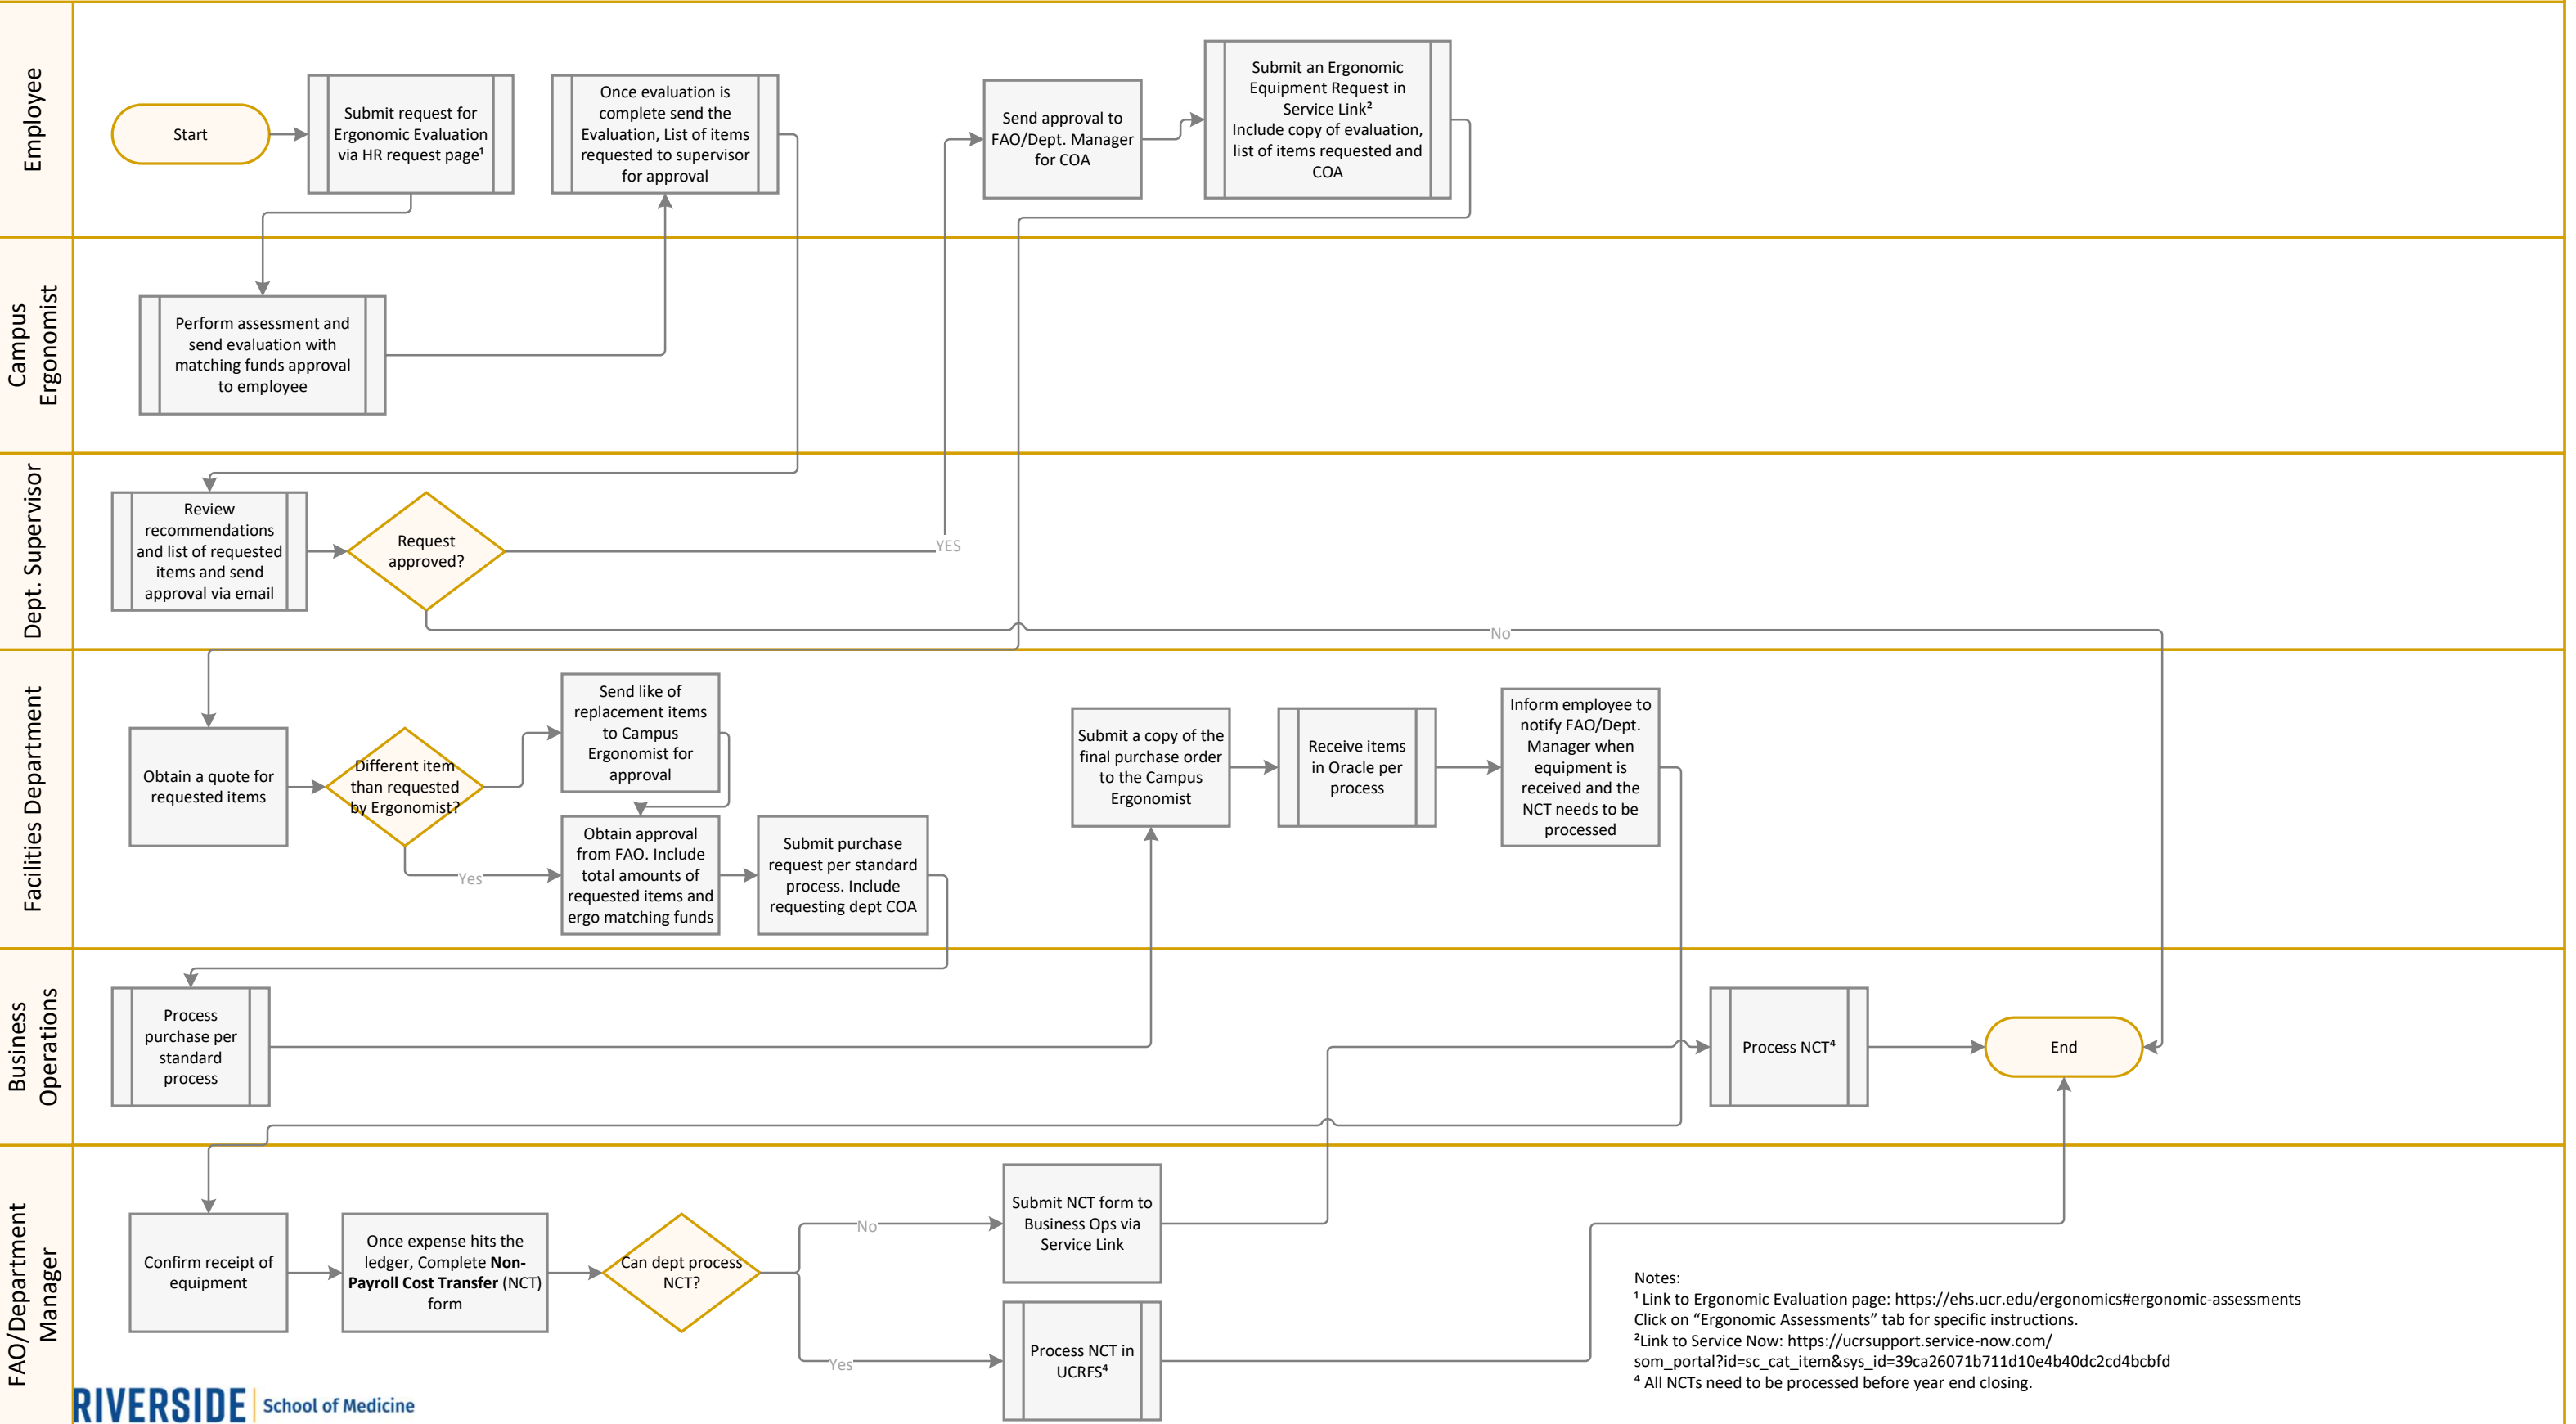 Employee
Start
Submit request for
Ergonomic Evaluation
via HR request page¹
Once evaluation is
complete send the
Evaluation, List of items
requested to supervisor
for approval
Send approval to
FAO/Dept. Manager
for COA
Submit an Ergonomic
Equipment Request in
Service Link²
Include copy of evaluation,
list of items requested and
COA
Campus
Ergonomist
Perform assessment and
send evaluation with
matching funds approval
to employee
Dept. Supervisor
Review
recommendations
and list of requested
items and send
approval via email
Request
approved?
YES
No
Facilities Department
Obtain a quote for
requested items
Different item
than requested
by Ergonomist?
Yes
Send like of
replacement items
to Campus
Ergonomist for
approval
Obtain approval
from FAO. Include
total amounts of
requested items and
ergo matching funds
Submit purchase
request per standard
process. Include
requesting dept COA
Submit a copy of the
final purchase order
to the Campus
Ergonomist
Receive items
in Oracle per
process
Inform employee to
notify FAO/Dept.
Manager when
equipment is
received and the
NCT needs to be
processed
Business
Operations
Process
purchase per
standard
process
Process NCT⁴
End
FAO/Department
Manager
Confirm receipt of
equipment
Once expense hits the
ledger, Complete Non-
Payroll Cost Transfer (NCT)
form
Can dept process
NCT?
No
Yes
Submit NCT form to
Business Ops via
Service Link
Process NCT in
UCRFS⁴
Notes:
¹ Link to Ergonomic Evaluation page: https://ehs.ucr.edu/ergonomics#ergonomic-assessments
Click on “Ergonomic Assessments” tab for specific instructions.
²Link to Service Now: https://ucrsupport.service-now.com/
som_portal?id=sc_cat_item&sys_id=39ca26071b711d10e4b40dc2cd4bcbfd
⁴ All NCTs need to be processed before year end closing.
RIVERSIDE School of Medicine